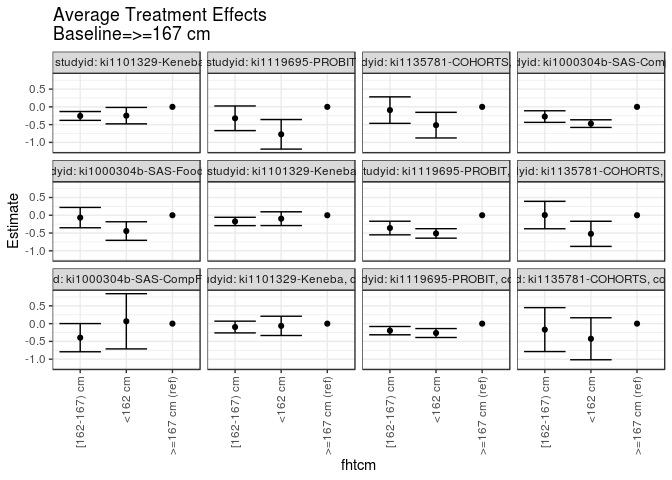 Average Treatment Effects
Baseline=>=167 cm
studyid: ki1101329-Keneba
studyid: ki1119695-PROBIT
studyid: ki1135781-COHORTS,
studyid: ki1000304b-SAS-Com
0.5
0.0
-0.5
-1.0
dyid: ki1000304b-SAS-Food
studyid: ki1101329-Keneba
tudyid: ki1119695-PROBIT,
yid: ki1135781-COHORTS,
0.5
0.0
-0.5
-1.0
d: ki1000304b-SAS-CompF
udyid: ki1101329-Keneba, c
dyid: ki1119695-PROBIT, co
d: ki1135781-COHORTS, co
0.5
0.0
-0.5
-1.0
Estimate
[162-167) cm
<162 cm
>=167 cm (ref)
[162-167) cm
<162 cm
>=167 cm (ref)
[162-167) cm
<162 cm
>=167 cm (ref)
[162-167) cm
<162 cm
>=167 cm (ref)
fhtcm